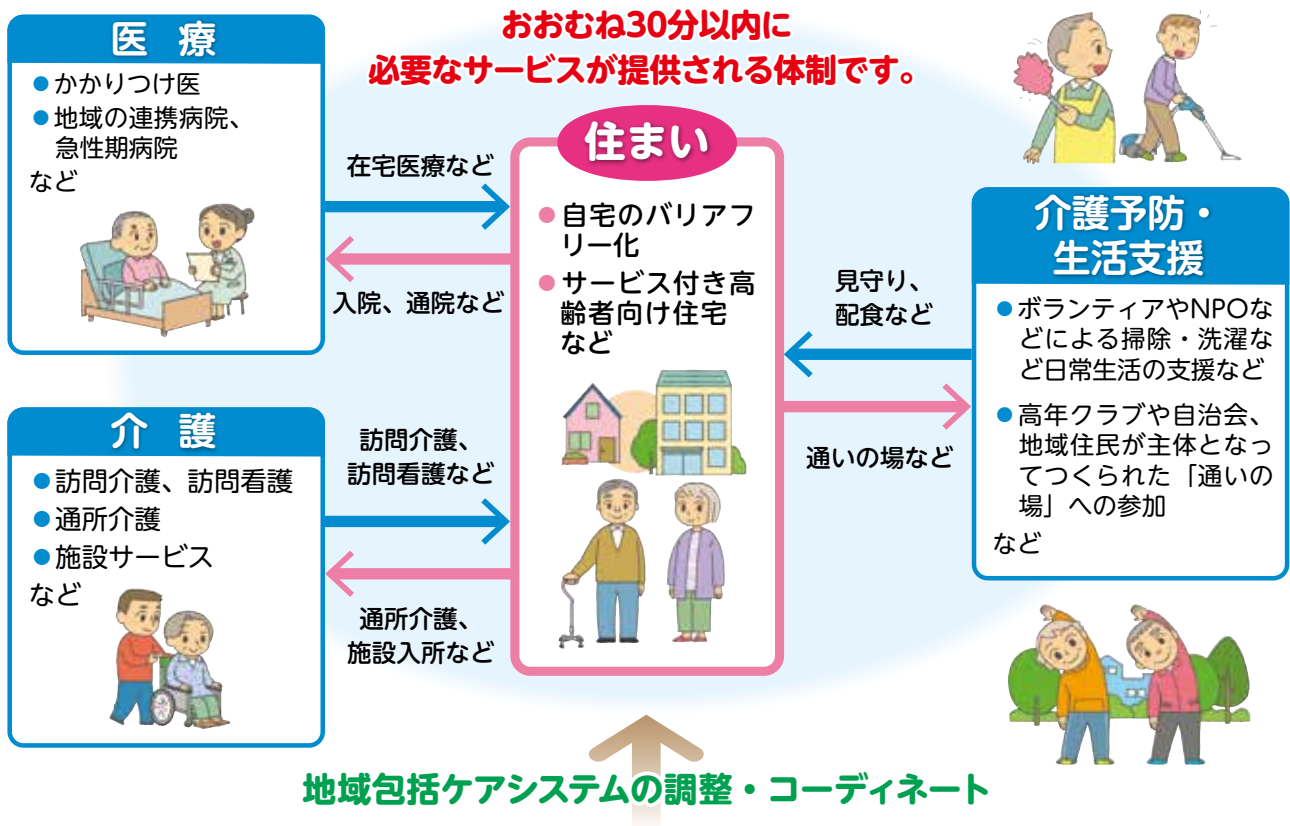 おおむね30分以内に
必要なサービスが提供される体制です。
医 療
●かかりつけ医
●地域の連携病院、
急性期病院
など
在宅医療など
入院、通院など
住まい
●自宅のバリアフ
リー化
●サービス付き高
齢者向け住宅
など
見守り、
配食など
通いの場など
介護予防・
生活支援
●ボランティアやNPOな
どによる掃除・洗濯な
ど日常生活の支援など
●高年クラブや自治会、
地域住民が主体となっ
てつくられた「通いの
場」への参加
など
介 護
●訪問介護、訪問看護
●通所介護
●施設サービス
など
訪問介護、
訪問看護など
通所介護、
施設入所など
地域包括ケアシステムの調整・コーディネート